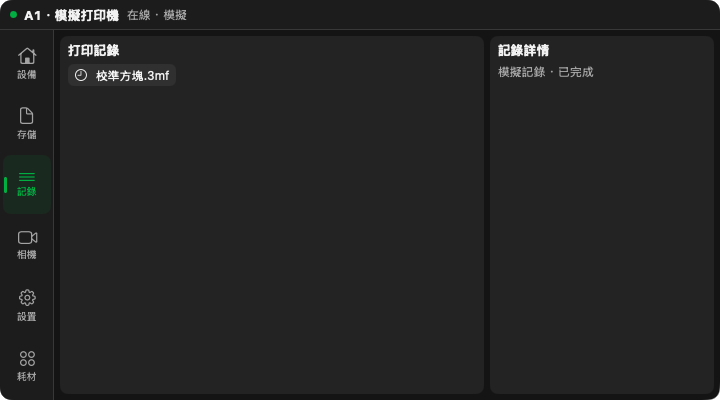 A1 · 模擬打印機 在線 · 模擬
設備
存儲
記錄
相機
設置
耗材
打印記錄
校準方塊.3mf
記錄詳情
模擬記錄 · 已完成